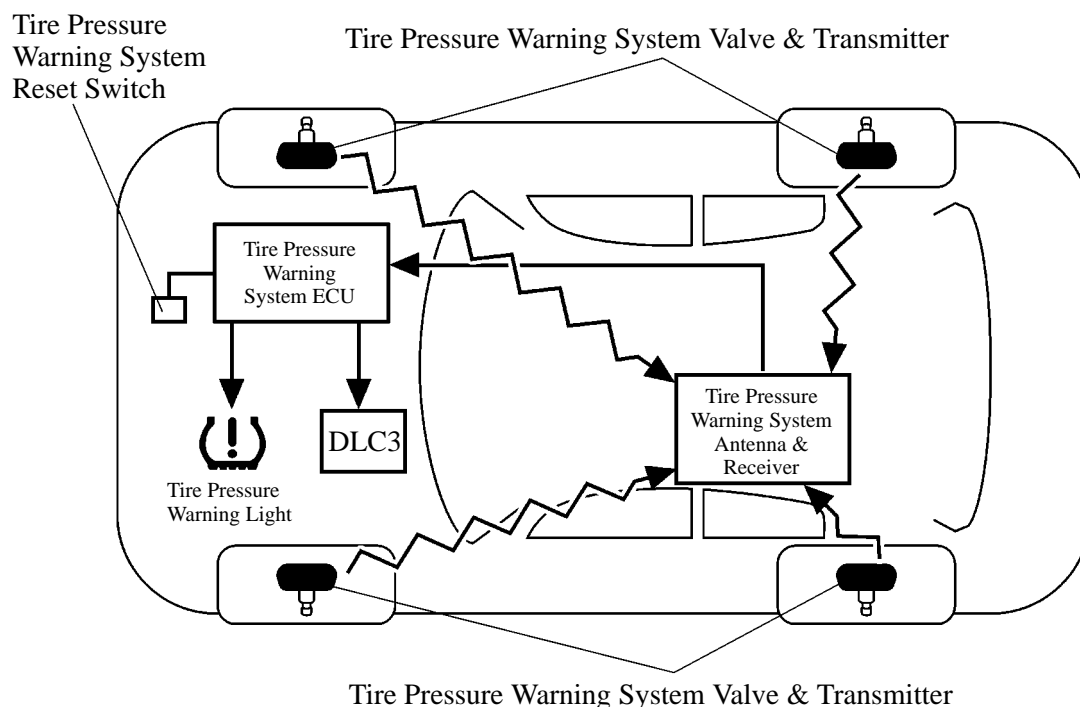 Tire Pressure
Warning System
Reset Switch
Tire Pressure Warning System Valve & Transmitter
Tire Pressure
Warning
System ECU
Tire Pressure
Warning System
Antenna &
Receiver
DLC3
Tire Pressure
Warning Light
Tire Pressure Warning System Valve & Transmitter